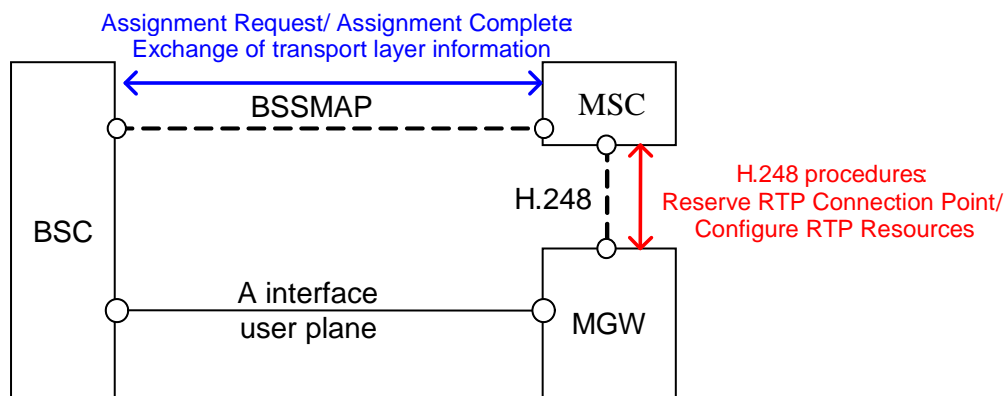 Assignment Request/ Assignment Complete:
Exchange of transport layer information
BSSMAP
MSC
H.248 procedures:
Reserve RTP Connection Point/
Configure RTP Resources
H.248
BSC
A interface
user plane
MGW